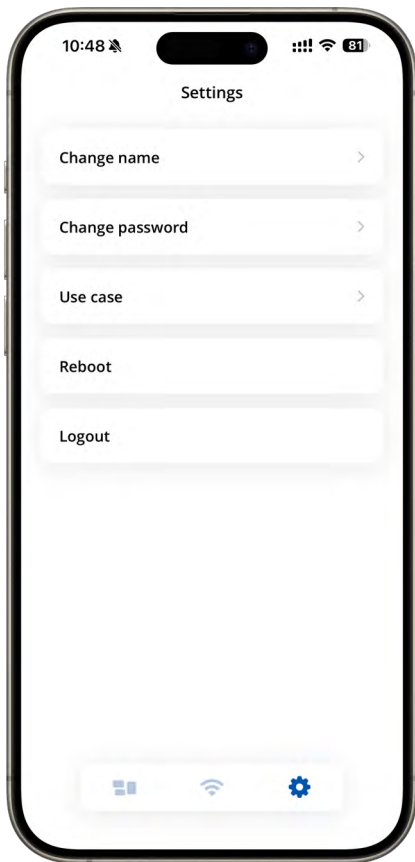 10:48
81
Settings
Change name
Change password
Use case
Reboot
Logout